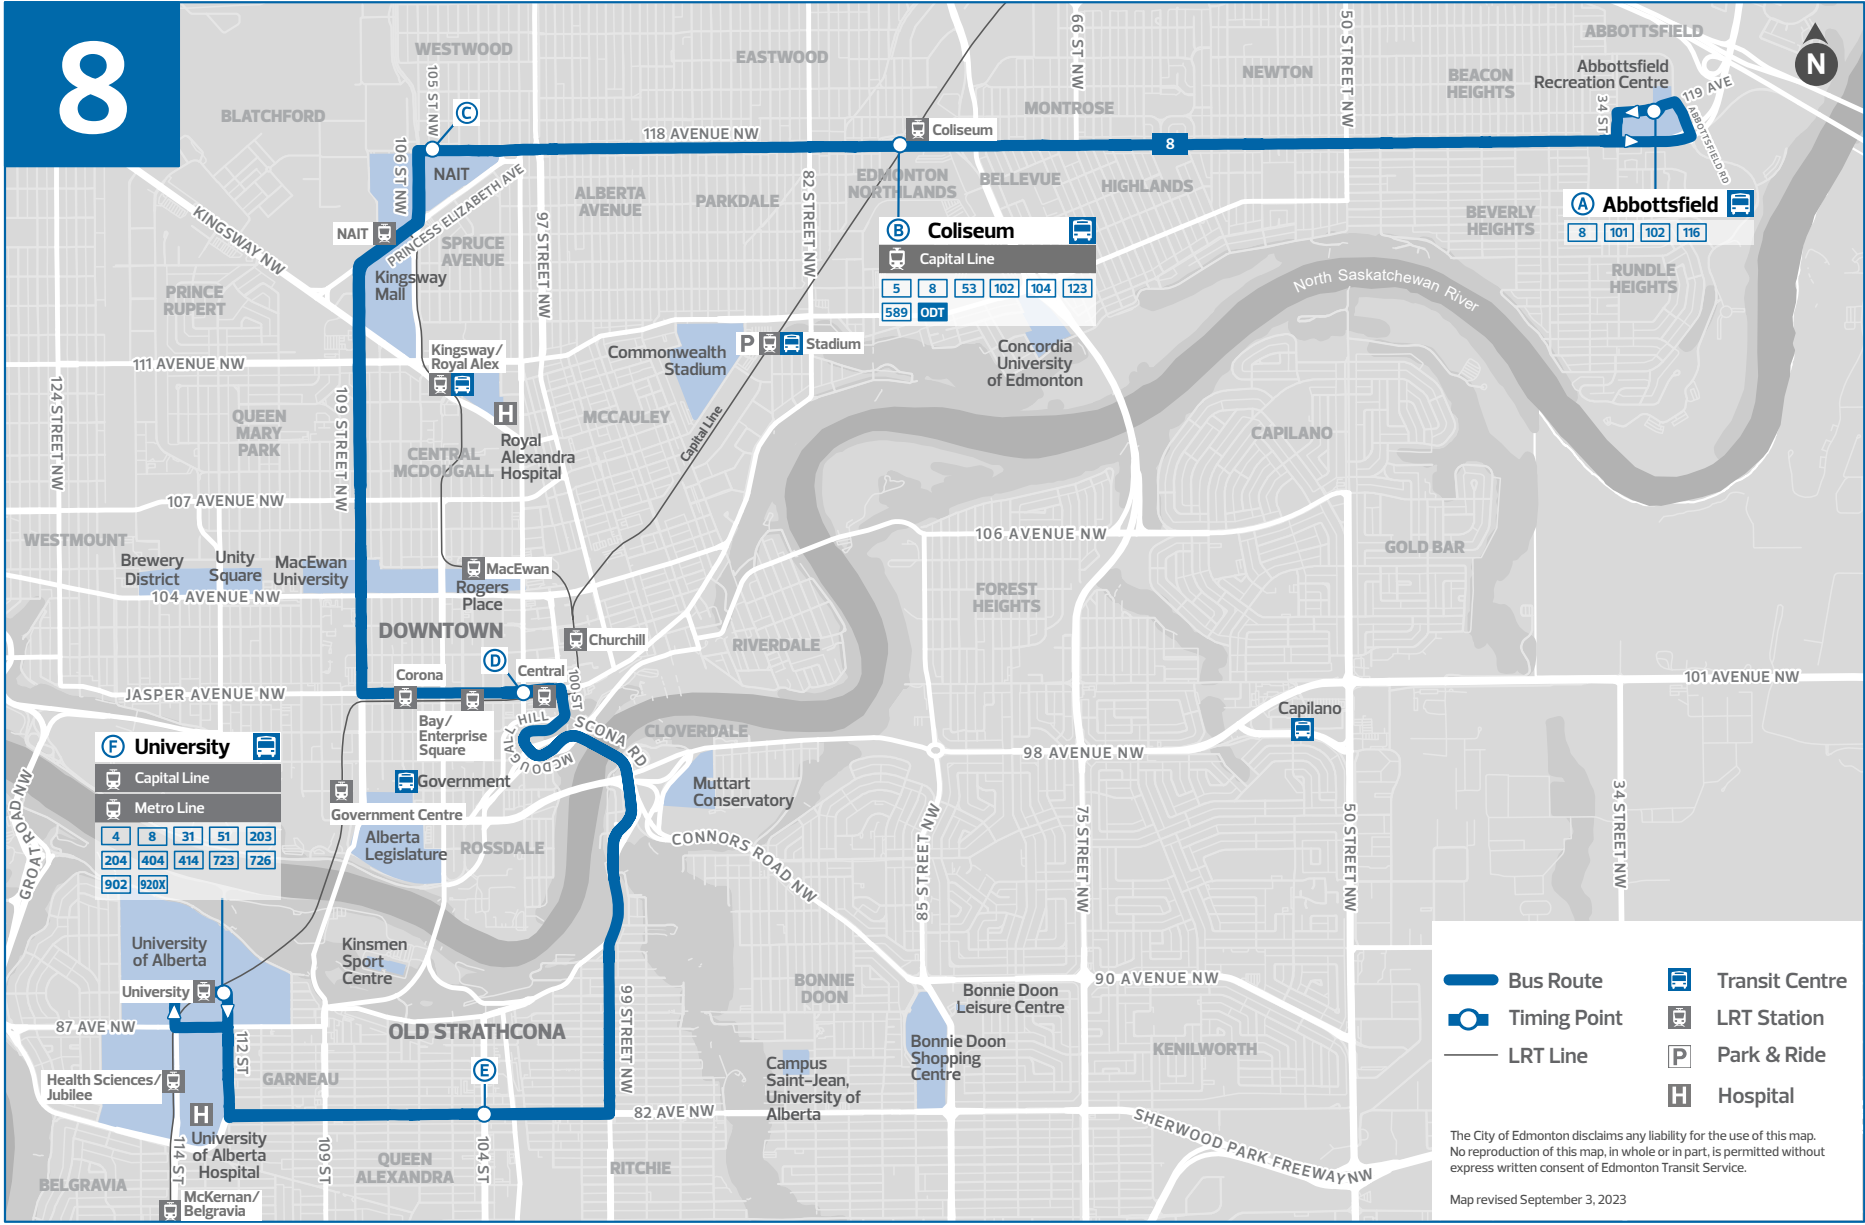 8
WESTWOOD
EASTWOOD
66 ST NW
50 STREET NW
ABBOTTSFIELD
N
BLATCHFORD
105 ST NW
C
NEWTON
BEACON
HEIGHTS
Abbottsfield
Recreation Centre
119 AVE
34 ST
ABBOTTSFIELD RD
MONTROSE
118 AVENUE NW
Coliseum
8
106 ST NW
NAIT
PRINCESS ELIZABETH AVE
ALBERTA
AVENUE
PARKDALE
82 STREET NW
EDMONTON
NORTHLANDS
BELLEVUE
HIGHLANDS
A Abbottsfield
8 101 102 116
BEVERLY
HEIGHTS
RUNDLE
HEIGHTS
KINGSWAY NW
NAIT
SPRUCE
AVENUE
97 STREET NW
Kingsway
Mall
PRINCE
RUPERT
B Coliseum
Capital Line
5 8 53 102 104 123
589 ODT
North Saskatchewan River
Commonwealth
Stadium
P Stadium
Concordia
University
of Edmonton
Kingsway/
Royal Alex
111 AVENUE NW
124 STREET NW
109 STREET NW
QUEEN
MARY
PARK
H
Royal
Alexandra
Hospital
MCCAULEY
Capital Line
CAPILANO
CENTRAL
MCDOUGALL
107 AVENUE NW
WESTMOUNT
Brewery
District
Unity
Square
MacEwan
University
MacEwan
Rogers
Place
104 AVENUE NW
106 AVENUE NW
GOLD BAR
FOREST
HEIGHTS
DOWNTOWN
Churchill
RIVERDALE
D
Central
Corona
100 ST
JASPER AVENUE NW
101 AVENUE NW
Bay/
Enterprise
Square
MCDOUGALL HILL
SCONA RD
CLOVERDALE
Capilano
98 AVENUE NW
F University
Capital Line
Metro Line
4 8 31 51 203
204 404 414 723 726
902 920X
Government
Government Centre
Alberta
Legislature
ROSSDALE
Muttart
Conservatory
GROAT ROAD NW
CONNORS ROAD NW
85 STREET NW
75 STREET NW
50 STREET NW
34 STREET NW
University
of Alberta
Kinsmen
Sport
Centre
University
BONNIE
DOON
90 AVENUE NW
Bonnie Doon
Leisure Centre
87 AVE NW
112 ST
OLD STRATHCONA
99 STREET NW
Bonnie Doon
Shopping
Centre
KENILWORTH
E
Health Sciences/
Jubilee
GARNEAU
Campus
Saint-Jean,
University of
Alberta
H
University
of Alberta
Hospital
82 AVE NW
SHERWOOD PARK FREEWAY NW
114 ST
109 ST
104 ST
QUEEN
ALEXANDRA
RITCHIE
BELGRAVIA
McKernan/
Belgravia
Bus Route
Transit Centre
Timing Point
LRT Station
LRT Line
P Park & Ride
H Hospital
The City of Edmonton disclaims any liability for the use of this map.
No reproduction of this map, in whole or in part, is permitted without
express written consent of Edmonton Transit Service.
Map revised September 3, 2023